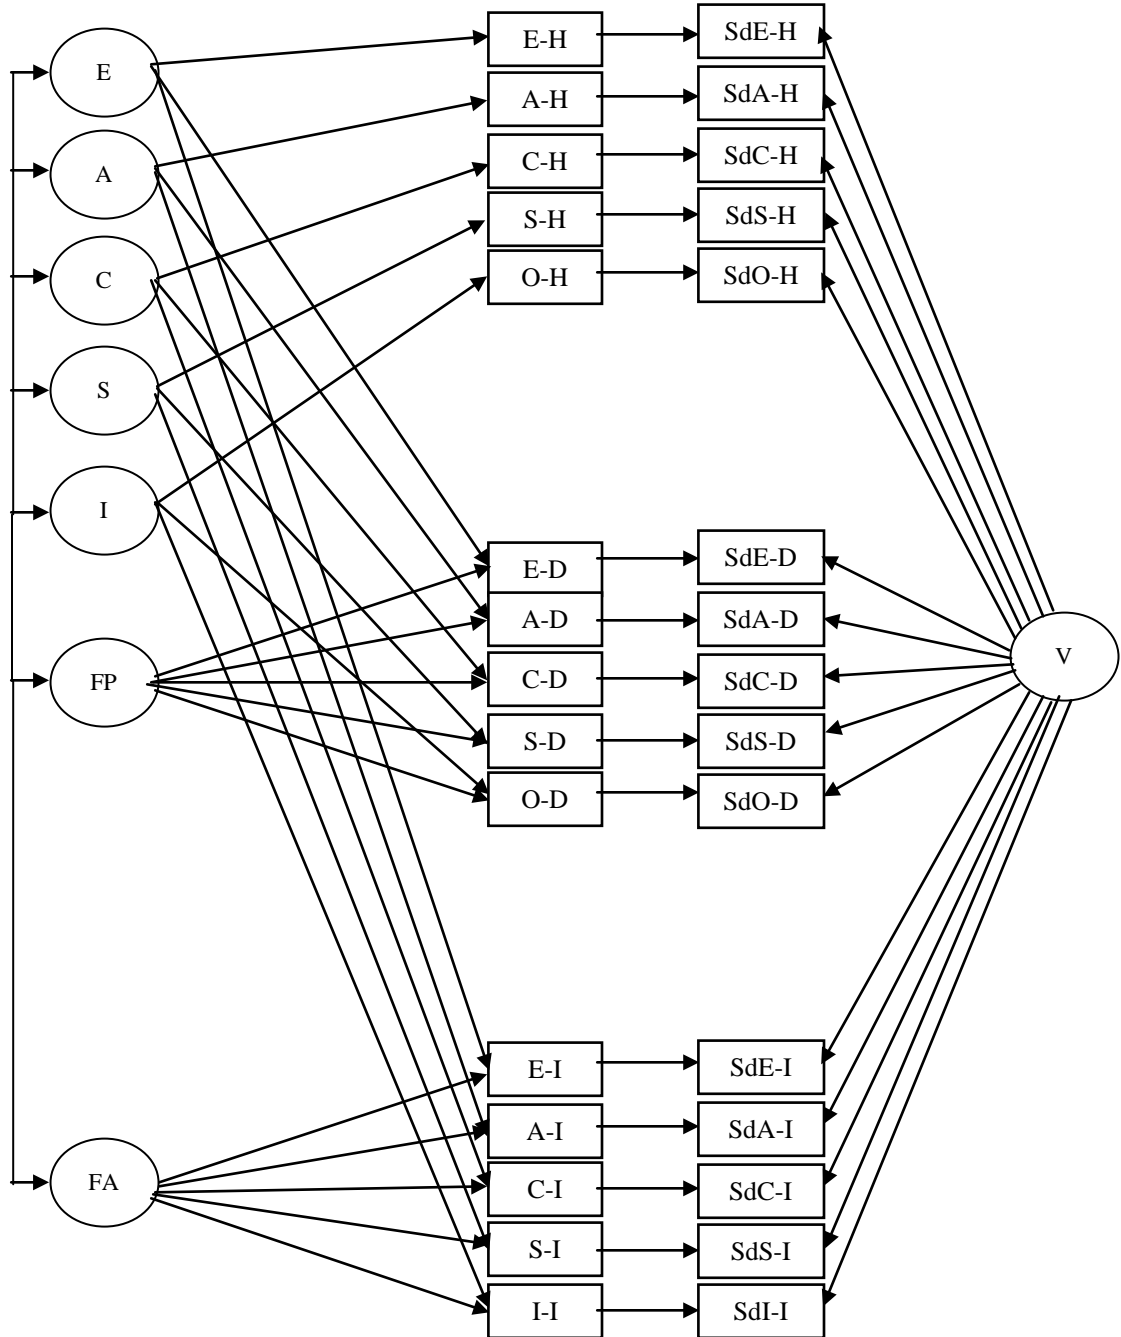 E
A
C
S
I
FP
FA
E-H
A-H
C-H
S-H
O-H
E-D
A-D
C-D
S-D
O-D
E-I
A-I
C-I
S-I
I-I
SdE-H
SdA-H
SdC-H
SdS-H
SdO-H
SdE-D
SdA-D
SdC-D
SdS-D
SdO-D
SdE-I
SdA-I
SdC-I
SdS-I
SdI-I
V